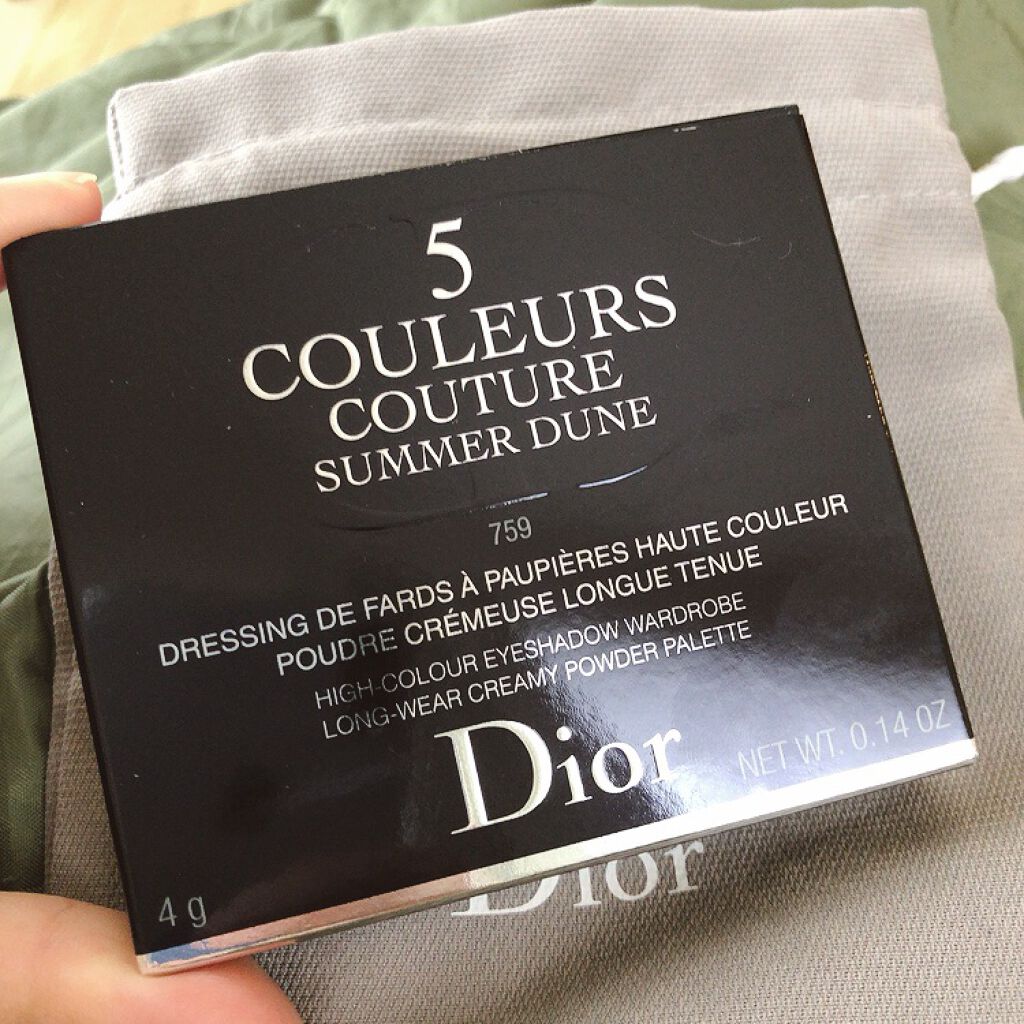 5
COULEURS
COUTURE
SUMMER DUNE
759
DRESSING DE FARDS À PAUPIÈRES HAUTE COULEUR
POUDRE CRÉMEUSE LONGUE TENUE
HIGH-COLOUR EYESHADOW WARDROBE
LONG-WEAR CREAMY POWDER PALETTE
Dior
4 g
NET WT. 0.14 OZ
Dior